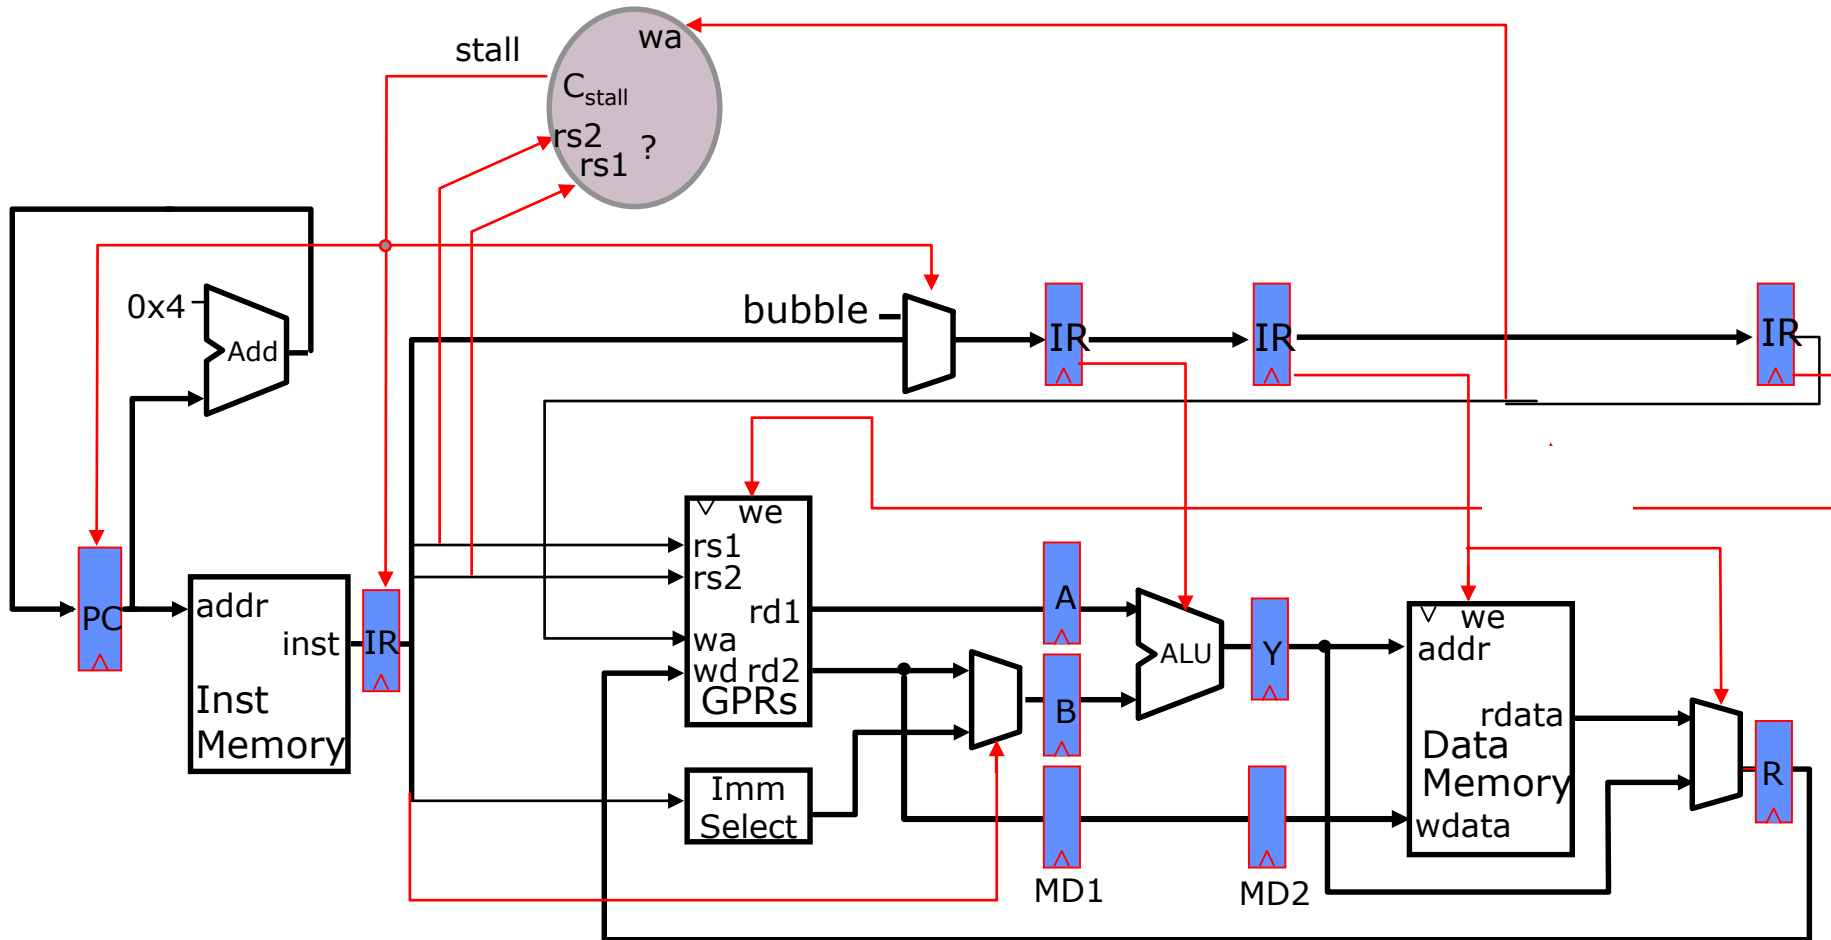 stall
wa
Cstall
rs2
rs1
?
0x4
Add
bubble
IR
IR
IR
PC
addr
inst
Inst
Memory
IR
we
rs1
rs2
rd1
wa
wd rd2
GPRs
Imm
Select
A
B
MD1
ALU
Y
MD2
we
addr
rdata
Data
Memory
wdata
R